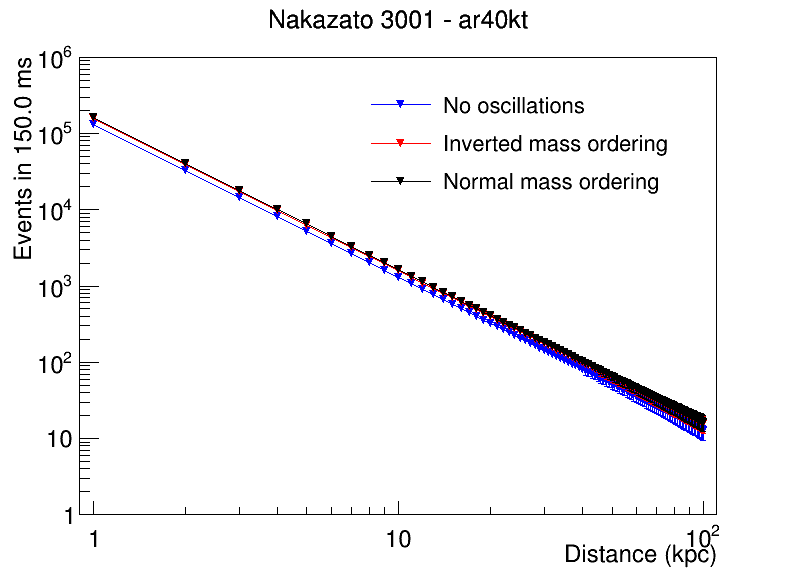 Nakazato 3001 - ar40kt
Events in 150.0 ms
10^6
10^5
10^4
10^3
10^2
10
1
No oscillations
Inverted mass ordering
Normal mass ordering
1
10
10^2
Distance (kpc)